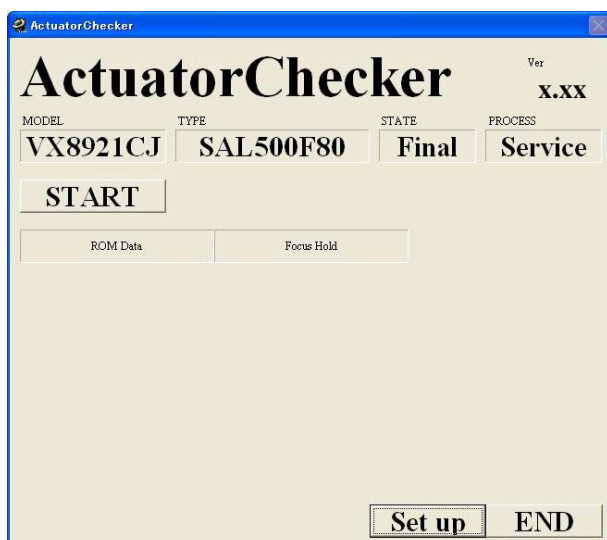 ActuatorChecker
ActuatorChecker
Ver
x.xx
MODEL TYPE STATE PROCESS
VX8921CJ SAL500F80 Final Service
START
ROM Data Focus Hold
Set up END